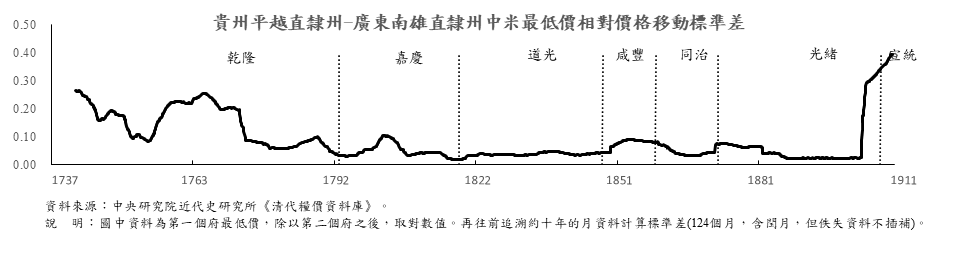 貴州平越直隸州-廣東南雄直隸州中米最低價相對價格移動標準差
0.50
0.40
0.30
0.20
0.10
0.00
乾隆 嘉慶 道光 咸豐 同治 光緒 宣統
1737 1763 1792 1822 1851 1881 1911
資料來源：中央研究院近代史研究所《清代糧價資料庫》。
說　明：圖中資料為第一個府最低價，除以第二個府之後，取對數值。再往前追溯約十年的月資料計算標準差(124個月，含閏月，但佚失資料不插補)。